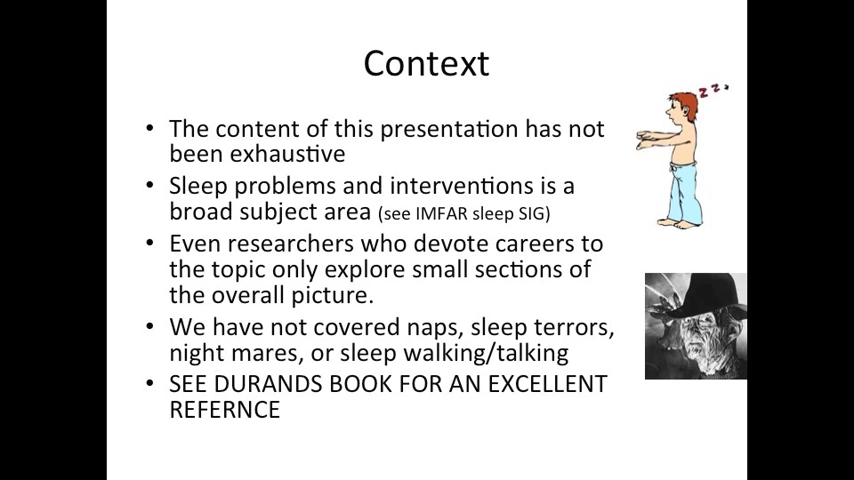 Context
• The content of this presentation has not
been exhaustive
• Sleep problems and interventions is a
broad subject area (see IMFAR sleep SIG)
• Even researchers who devote careers to
the topic only explore small sections of
the overall picture.
• We have not covered naps, sleep terrors,
night mares, or sleep walking/talking
• SEE DURANDS BOOK FOR AN EXCELLENT
REFERNCE
z z z